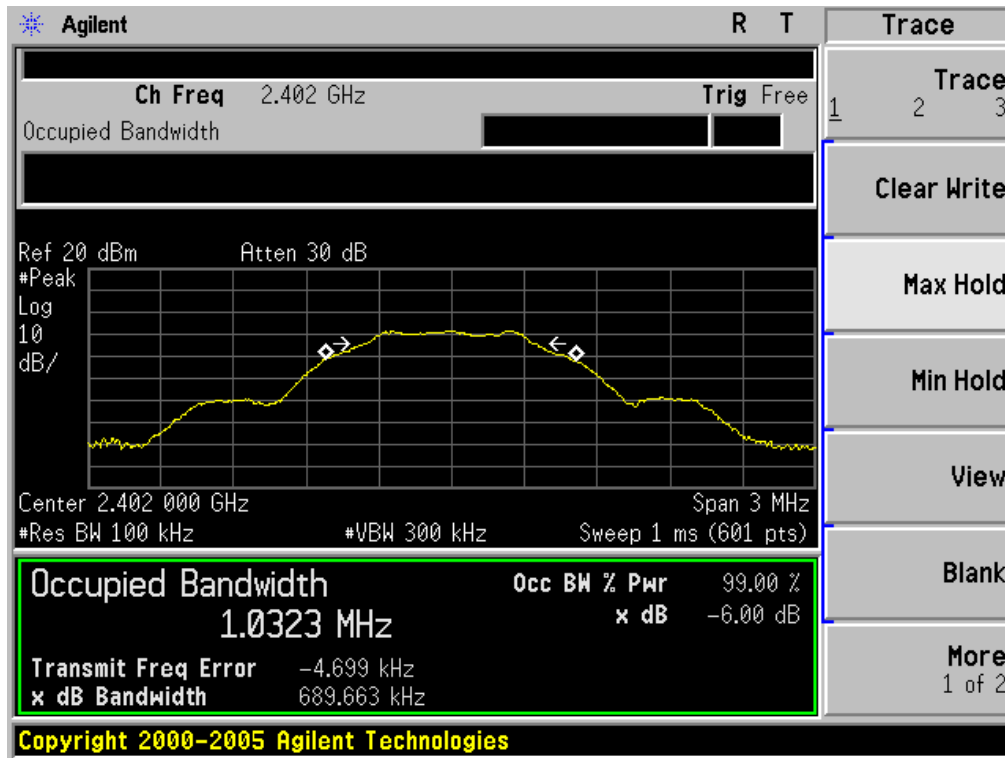 Agilent R T Trace
Ch Freq 2.402 GHz Trig Free
Occupied Bandwidth
Trace
1 2 3
Clear Write
Max Hold
Min Hold
View
Blank
More
1 of 2
Ref 20 dBm Atten 30 dB
#Peak
Log
10
dB/
Center 2.402 000 GHz Span 3 MHz
#Res BW 100 kHz #VBW 300 kHz Sweep 1 ms (601 pts)
Occupied Bandwidth Occ BW % Pwr 99.00 %
1.0323 MHz x dB -6.00 dB
Transmit Freq Error -4.699 kHz
x dB Bandwidth 689.663 kHz
Copyright 2000-2005 Agilent Technologies